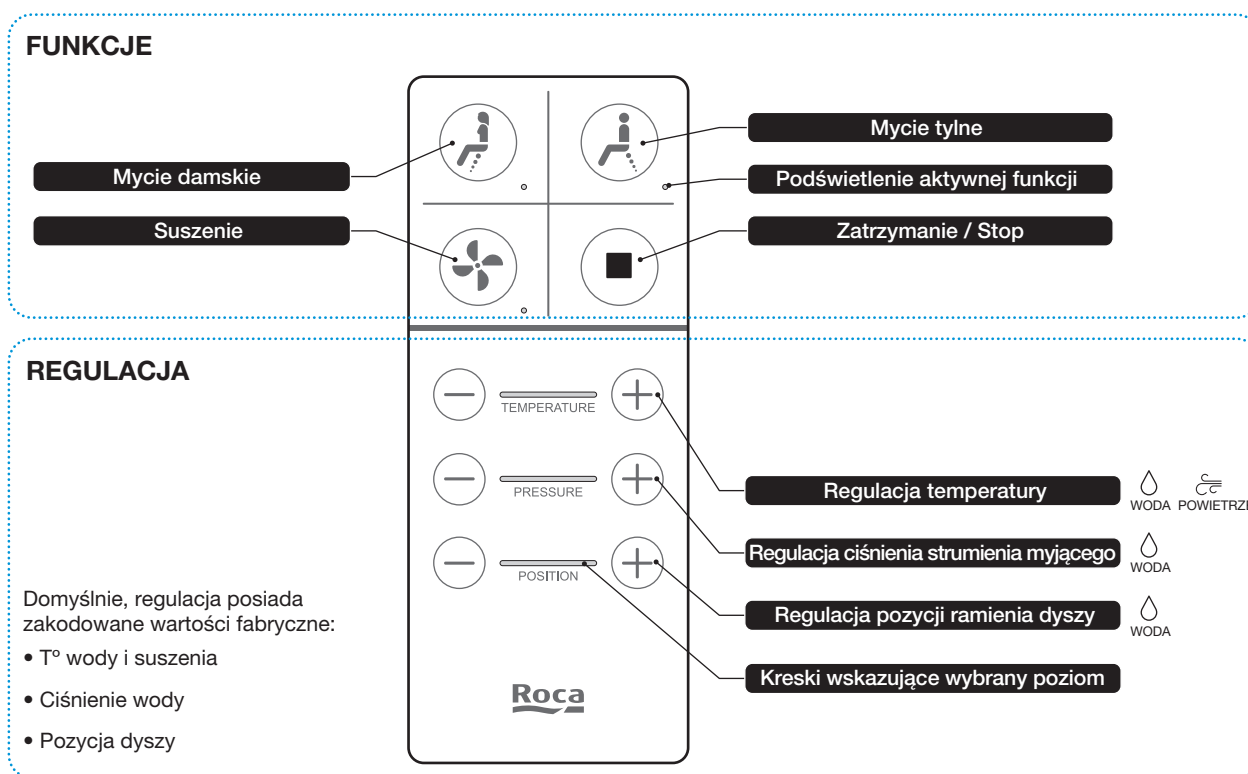 FUNKCJE
Mycie damskie
Suszenie
Mycie tylne
Podświetlenie aktywnej funkcji
Zatrzymanie / Stop
REGULACJA
TEMPERATURE
PRESSURE
POSITION
Regulacja temperatury
WODA POWIETRZE
Regulacja ciśnienia strumienia myjącego
WODA
Regulacja pozycji ramienia dyszy
WODA
Kreski wskazujące wybrany poziom
Domyślnie, regulacja posiada
zakodowane wartości fabryczne:
• Tº wody i suszenia
• Ciśnienie wody
• Pozycja dyszy
Roca